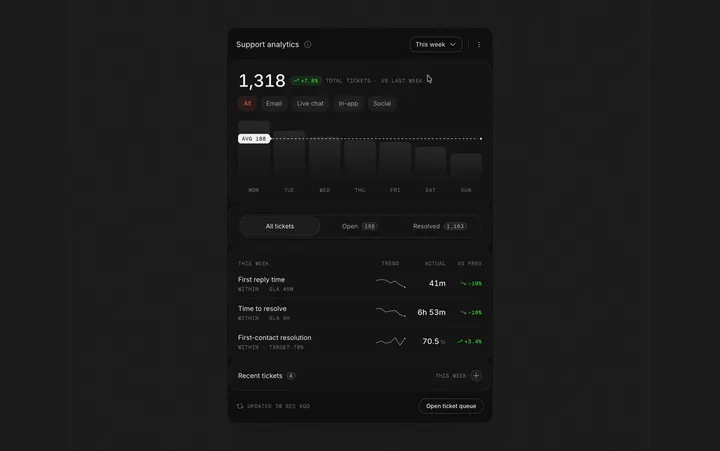 Support analytics
This week
1,318 +7.8% TOTAL TICKETS · VS LAST WEEK
All Email Live chat In-app Social
AVG 188
MON TUE WED THU FRI SAT SUN
All tickets Open 155 Resolved 1,163
THIS WEEK TREND ACTUAL VS PREV.
First reply time 41m -19%
WITHIN · SLA 45M
Time to resolve 6h 53m -16%
WITHIN · SLA 8H
First-contact resolution 70.5 % +3.4%
WITHIN · TARGET 70%
Recent tickets 4 THIS WEEK
UPDATED 30 SEC AGO Open ticket queue